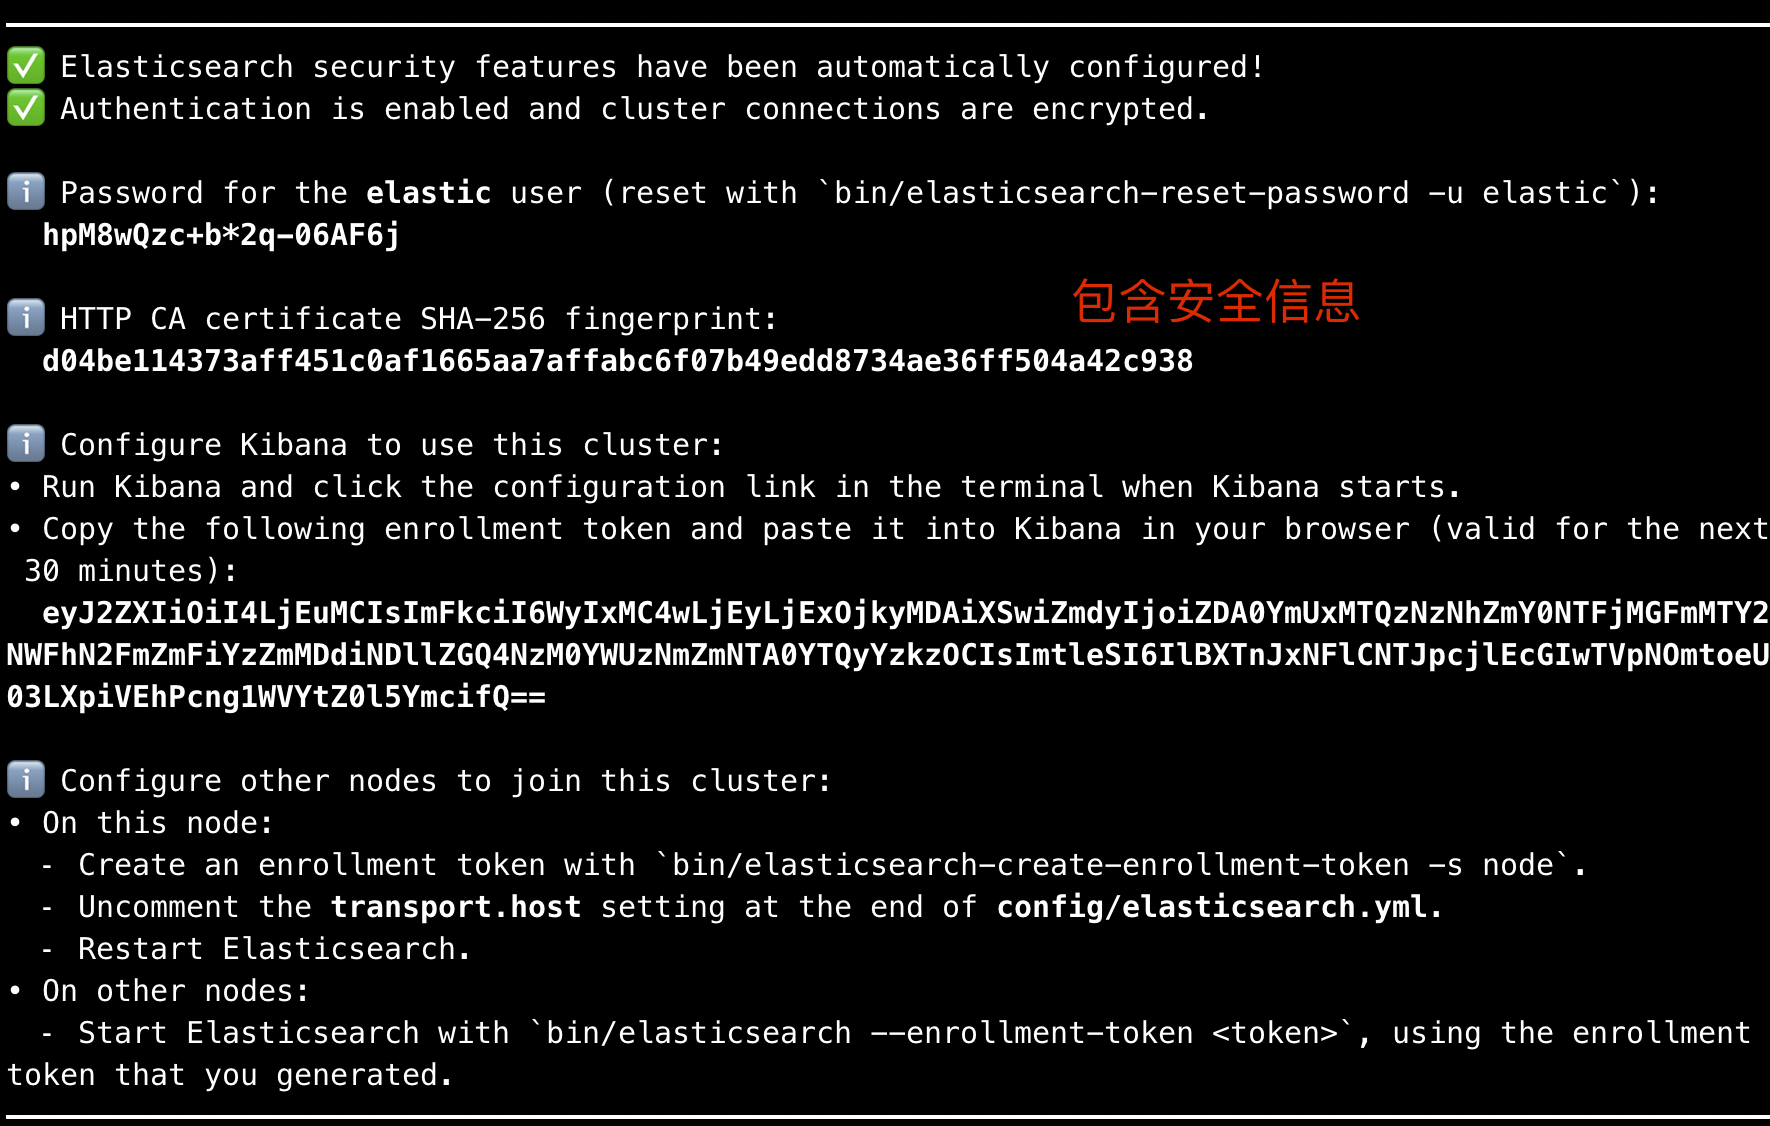 ✅ Elasticsearch security features have been automatically configured!
✅ Authentication is enabled and cluster connections are encrypted.
ℹ️ Password for the elastic user (reset with `bin/elasticsearch-reset-password -u elastic`):
hpM8wQzc+b*2q-06AF6j
包含安全信息
ℹ️ HTTP CA certificate SHA-256 fingerprint:
d04be114373aff451c0af1665aa7affabc6f07b49edd8734ae36ff504a42c938
ℹ️ Configure Kibana to use this cluster:
• Run Kibana and click the configuration link in the terminal when Kibana starts.
• Copy the following enrollment token and paste it into Kibana in your browser (valid for the next
30 minutes):
eyJ2ZXIiOiI4LjEuMCIsImFkciI6WyIxMC4wLjEyLjExOjkyMDAiXSwiZmdyIjoiZDA0YmUxMTQzNzNhZmY0NTFjMGFmMTY2
NWFhN2FmZmFiYzZmMDdiNDllZGQ4NzM0YWUzNmZmNTA0YTQyYzkzOCIsImtleSI6IlBXTnJxNFlCNTJpcjlEcGIwTVpNOmtoeU
03LXpiVEhPcng1WVYtZ0l5YmcifQ==
ℹ️ Configure other nodes to join this cluster:
• On this node:
- Create an enrollment token with `bin/elasticsearch-create-enrollment-token -s node`.
- Uncomment the transport.host setting at the end of config/elasticsearch.yml.
- Restart Elasticsearch.
• On other nodes:
- Start Elasticsearch with `bin/elasticsearch --enrollment-token <token>`, using the enrollment
token that you generated.